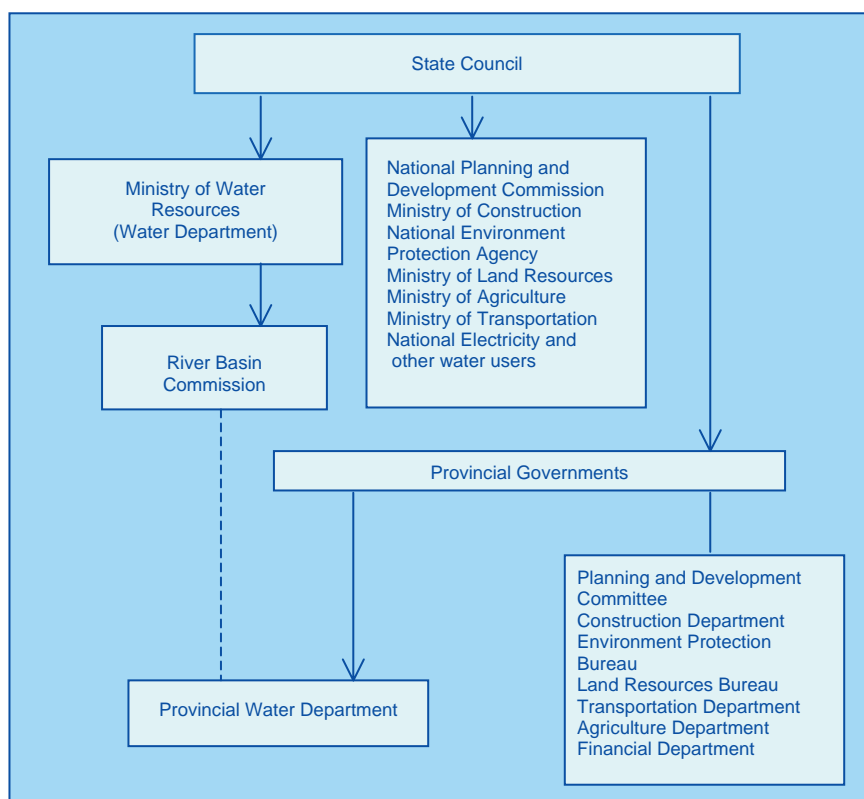 State Council
Ministry of Water
Resources
(Water Department)
National Planning and
Development Commission
Ministry of Construction
National Environment
Protection Agency
Ministry of Land Resources
Ministry of Agriculture
Ministry of Transportation
National Electricity and
other water users
River Basin
Commission
Provincial Governments
Planning and Development
Committee
Construction Department
Environment Protection
Bureau
Land Resources Bureau
Transportation Department
Agriculture Department
Financial Department
Provincial Water Department